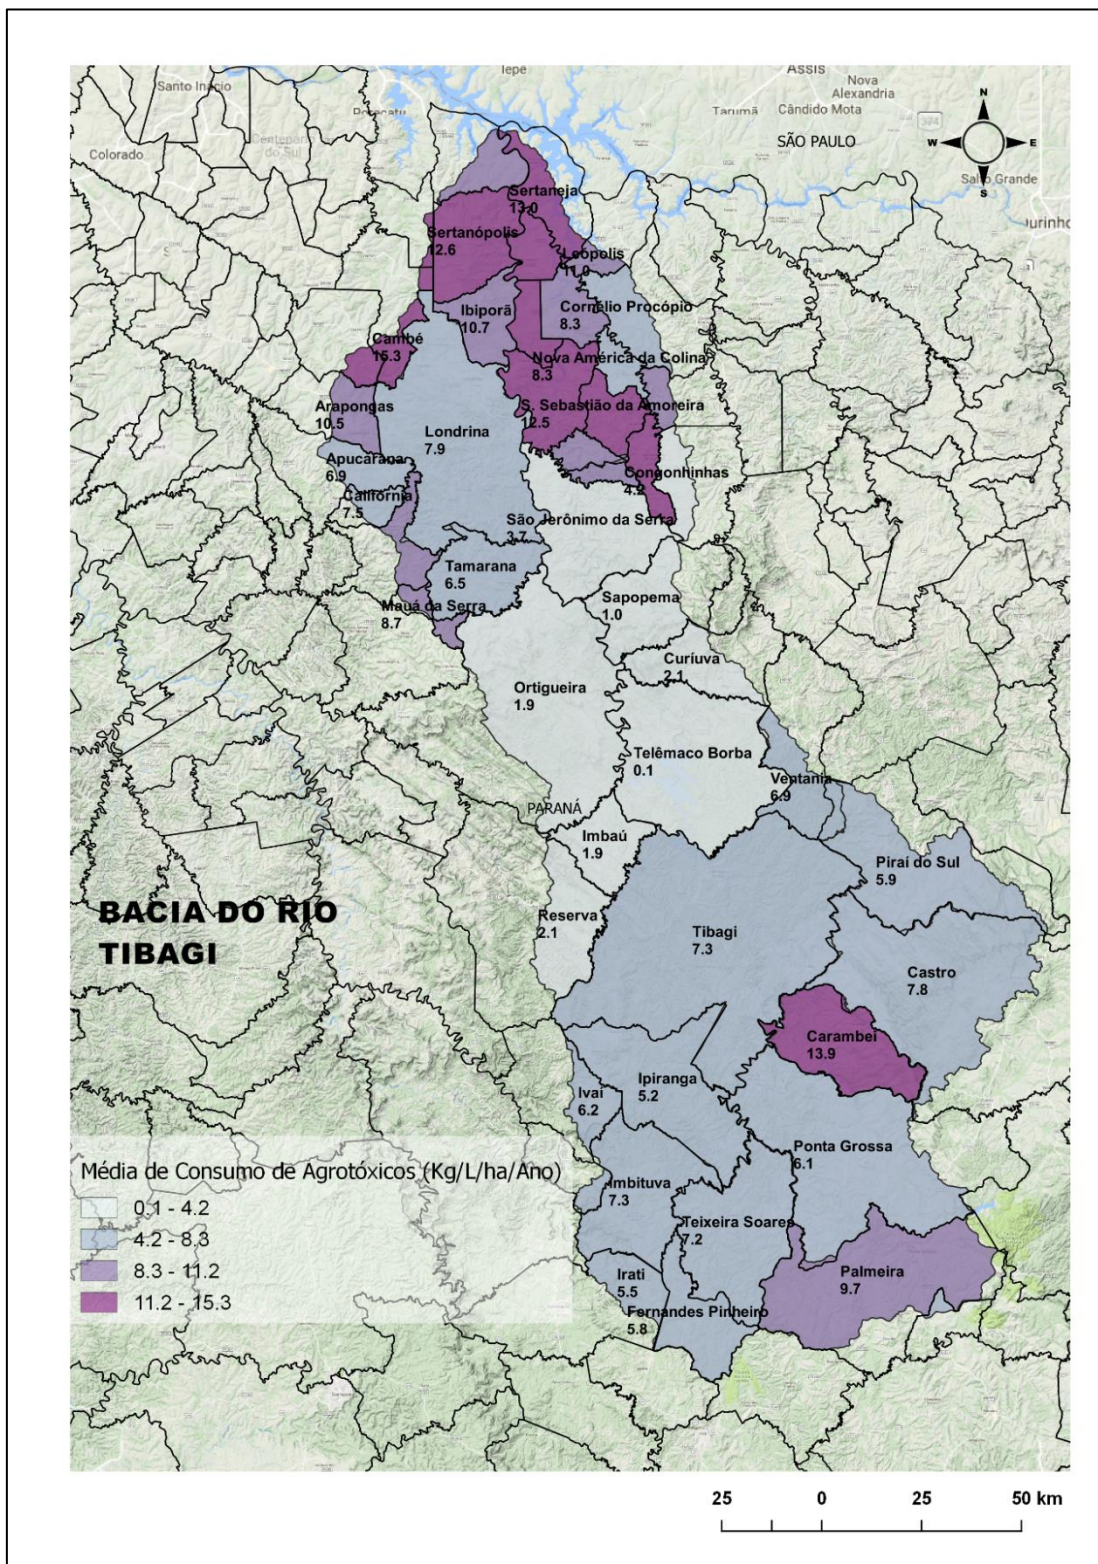 Iepê
ASSIS
Santo Inácio
Nova
Alexandria
Porecatu
Tarumã
Cândido Mota
374
Centenário
do Sul
SÃO PAULO
Colorado
N
W
E
S
Salto Grande
Ourinho
Sertaneja
13.0
Sertanópolis
12.6
Leópolis
11.0
Ibiporã
10.7
Cornélio Procópio
8.3
Cambé
15.3
Nova América da Colina
8.3
Arapongas
10.5
S. Sebastião da Amoreira
12.5
Londrina
7.9
Apucarana
6.9
Congonhinhas
4.2
Califórnia
7.5
São Jerônimo da Serra
3.7
Tamarana
6.5
Mauá da Serra
8.7
Sapopema
1.0
Curíuva
2.1
Ortigueira
1.9
Telêmaco Borba
0.1
Ventania
6.9
PARANÁ
Imbaú
1.9
Piraí do Sul
5.9
BACIA DO RIO
TIBAGI
Reserva
2.1
Tibagi
7.3
Castro
7.8
Carambeí
13.9
Ipiranga
5.2
Ivaí
6.2
Ponta Grossa
6.1
Média de Consumo de Agrotóxicos (Kg/L/ha/Ano)
0.1 - 4.2
4.2 - 8.3
8.3 - 11.2
11.2 - 15.3
Imbituva
7.3
Teixeira Soares
7.2
Irati
5.5
Palmeira
9.7
Fernandes Pinheiro
5.8
25 0 25 50 km